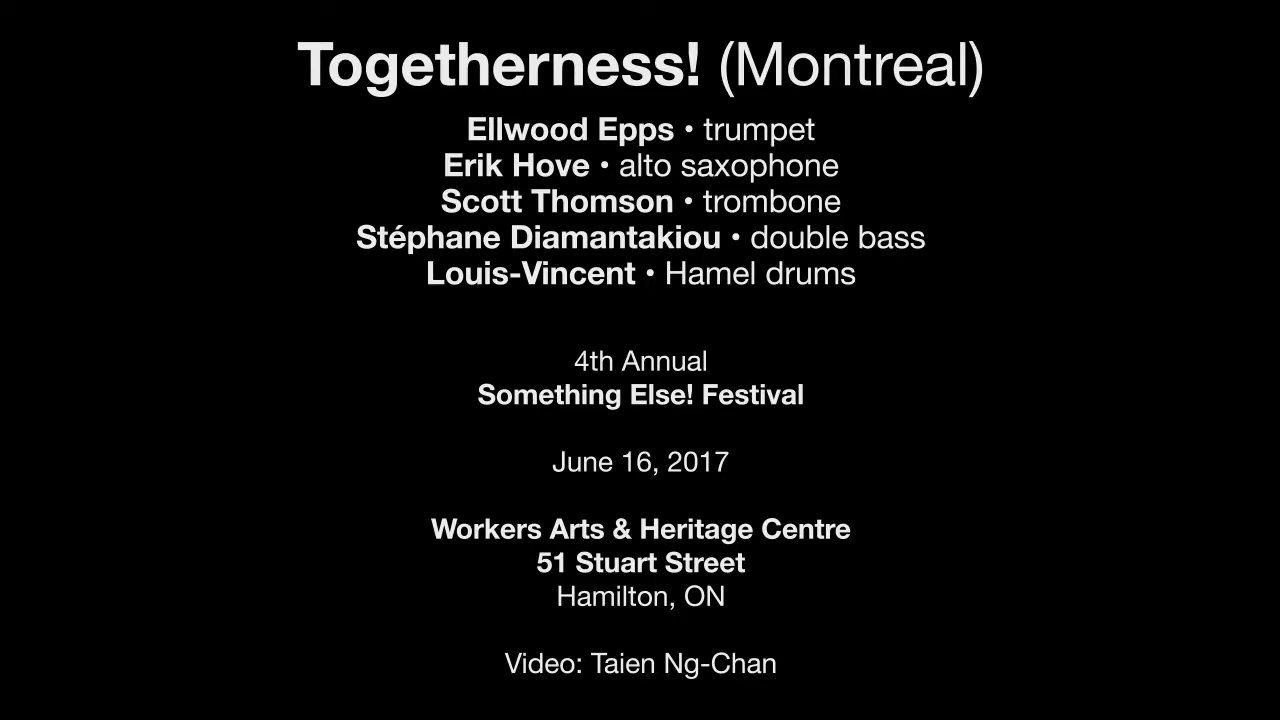 Togetherness! (Montreal)
Ellwood Epps • trumpet
Erik Hove • alto saxophone
Scott Thomson • trombone
Stéphane Diamantakiou • double bass
Louis-Vincent • Hamel drums
4th Annual
Something Else! Festival
June 16, 2017
Workers Arts & Heritage Centre
51 Stuart Street
Hamilton, ON
Video: Taien Ng-Chan